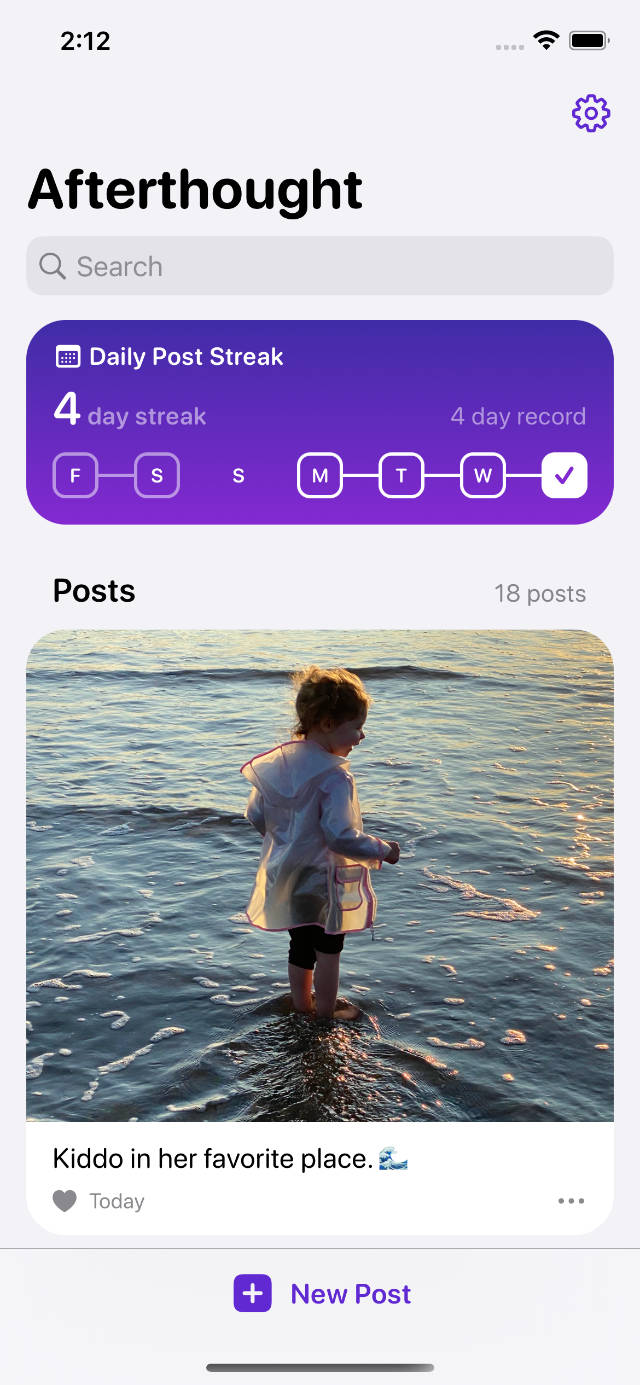 2:12
Afterthought
Search
Daily Post Streak
4 day streak
4 day record
F S S M T W
Posts
18 posts
Kiddo in her favorite place. 🌊
Today
New Post